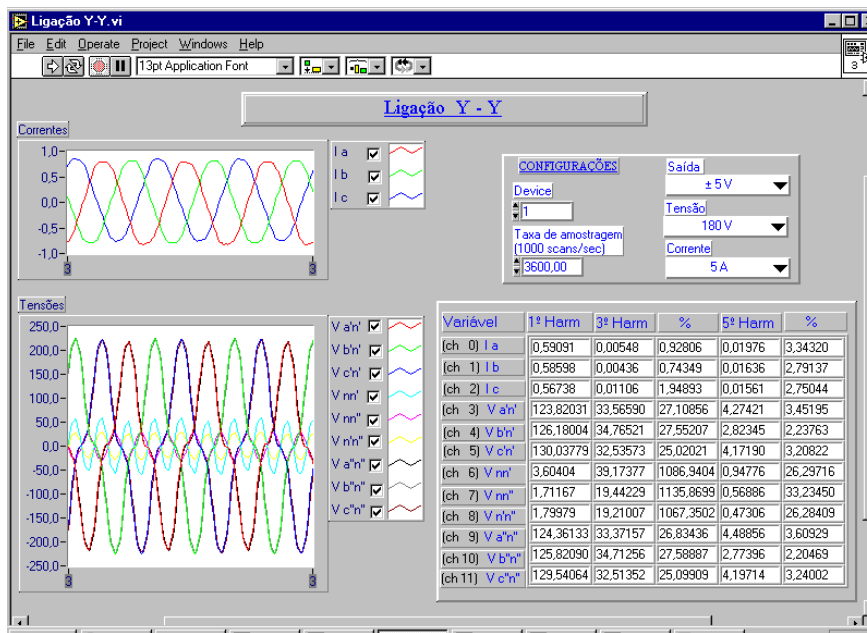 Ligação Y-Y.vi
File Edit Operate Project Windows Help
13pt Application Font
3
Ligação Y - Y
Correntes
1,0
0,5
0,0
-0,5
-1,0
3 3
I a
I b
I c
CONFIGURAÇÕES
Device
1
Taxa de amostragem
(1000 scans/sec)
3600,00
Saída
± 5 V
Tensão
180 V
Corrente
5 A
Tensões
250,0
200,0
150,0
100,0
50,0
0,0
-50,0
-100,0
-150,0
-200,0
-250,0
3 3
V a'n'
V b'n'
V c'n'
V nn'
V nn"
V n'n"
V a"n"
V b"n"
V c"n"
Variável 1º Harm 3º Harm % 5º Harm %
(ch 0) I a 0,59091 0,00548 0,92806 0,01976 3,34320
(ch 1) I b 0,58598 0,00436 0,74349 0,01636 2,79137
(ch 2) I c 0,56738 0,01106 1,94893 0,01561 2,75044
(ch 3) V a'n' 123,82031 33,56590 27,10856 4,27421 3,45195
(ch 4) V b'n' 126,18004 34,76521 27,55207 2,82345 2,23763
(ch 5) V c'n' 130,03779 32,53573 25,02021 4,17190 3,20822
(ch 6) V nn' 3,60404 39,17377 1086,9404 0,94776 26,29716
(ch 7) V nn" 1,71167 19,44229 1135,8699 0,56886 33,23450
(ch 8) V n'n" 1,79979 19,21007 1067,3502 0,47306 26,28409
(ch 9) V a"n" 124,36133 33,37157 26,83436 4,48856 3,60929
(ch 10) V b"n" 125,82090 34,71256 27,58887 2,77396 2,20469
(ch 11) V c"n" 129,54064 32,51352 25,09909 4,19714 3,24002